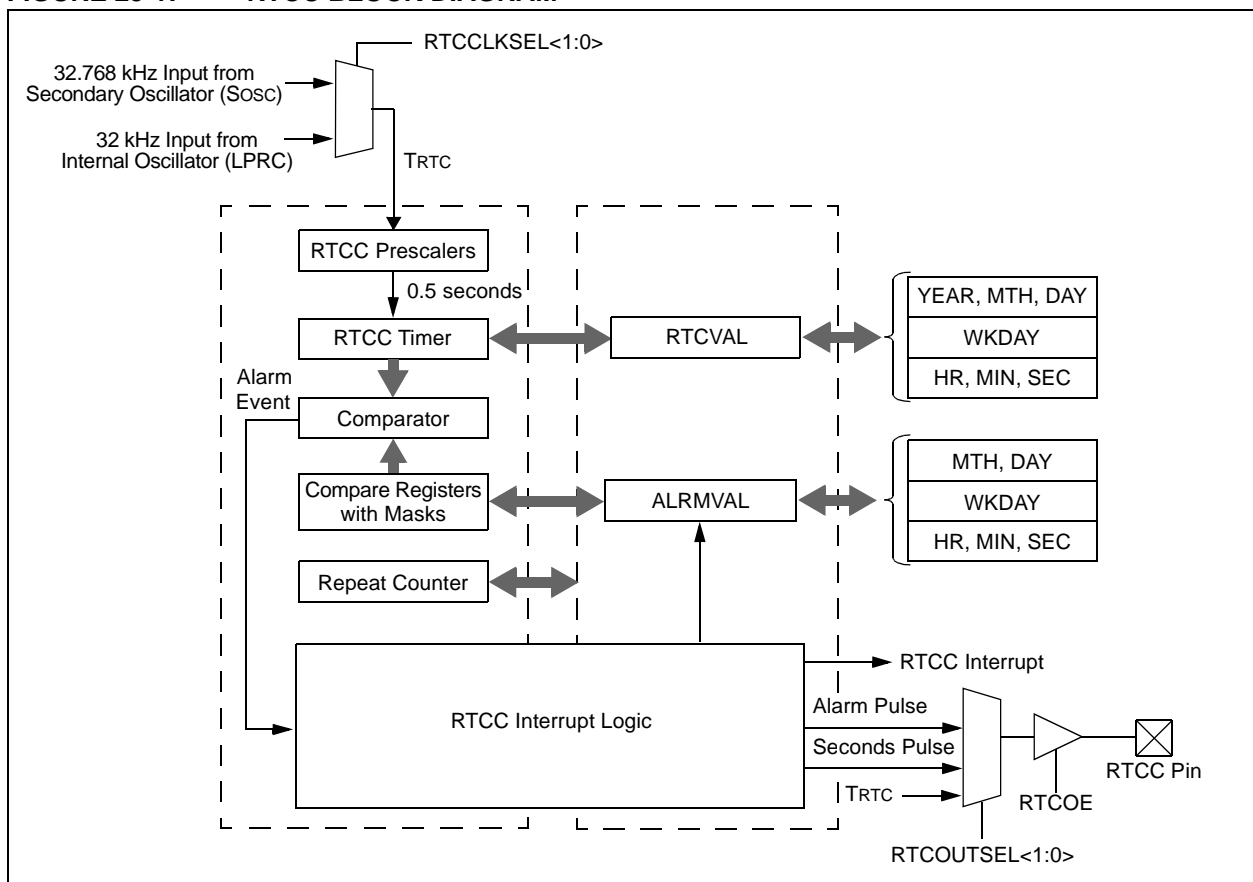 RTCCLKSEL<1:0>
32.768 kHz Input from
Secondary Oscillator (SOSC)
32 kHz Input from
Internal Oscillator (LPRC)
TRTC
RTCC Prescalers
0.5 seconds
RTCC Timer
RTCVAL
YEAR, MTH, DAY
WKDAY
HR, MIN, SEC
Alarm
Event
Comparator
Compare Registers
with Masks
ALRMVAL
MTH, DAY
WKDAY
HR, MIN, SEC
Repeat Counter
RTCC Interrupt Logic
RTCC Interrupt
Alarm Pulse
Seconds Pulse
TRTC
RTCOE
RTCC Pin
RTCOUTSEL<1:0>